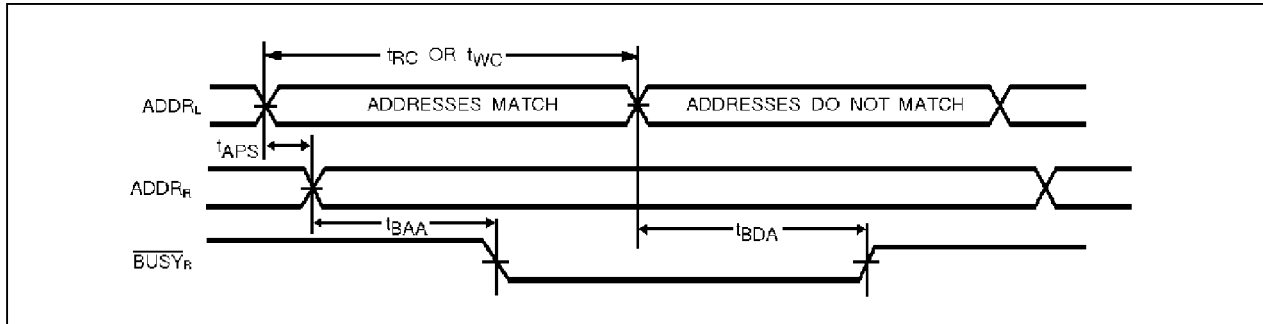 tRC OR tWC
ADDRL ADDRESSES MATCH ADDRESSES DO NOT MATCH
tAPS
ADDRR
tBAA tBDA
BUSYR